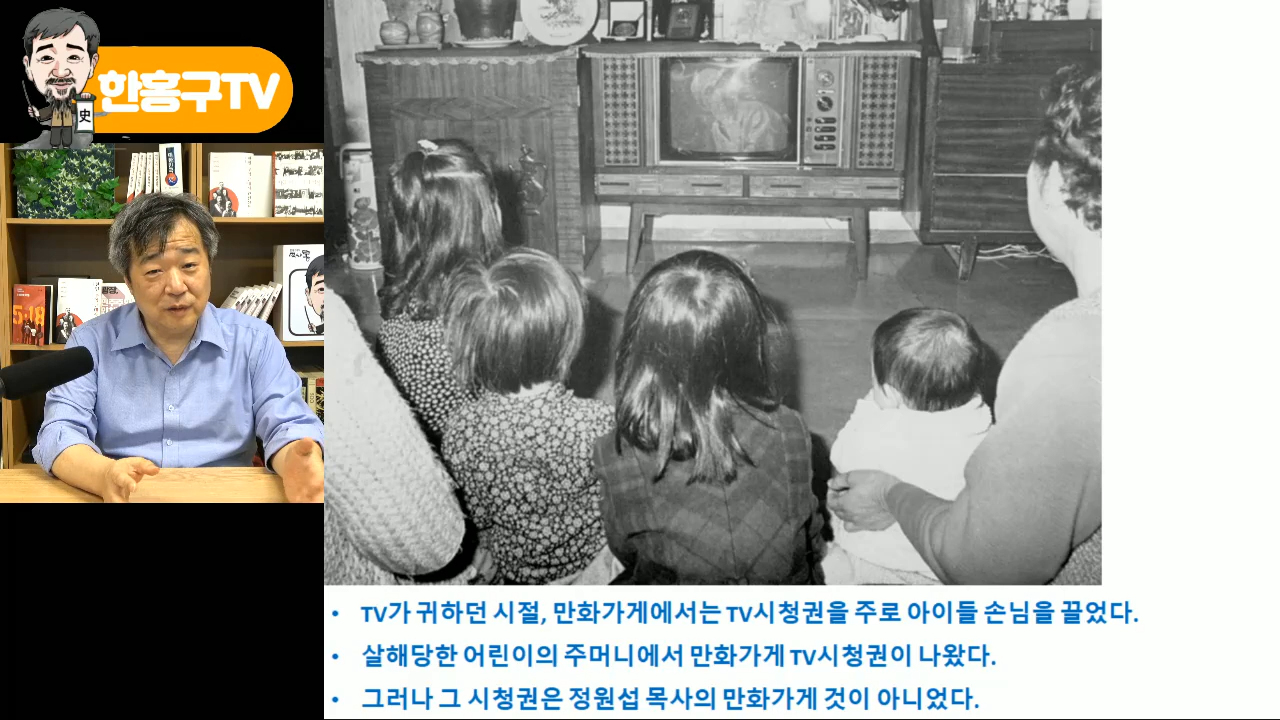 한홍구TV
史
5·18
• TV가 귀하던 시절, 만화가게에서는 TV시청권을 주로 아이들 손님을 끌었다.
• 살해당한 어린이의 주머니에서 만화가게 TV시청권이 나왔다.
• 그러나 그 시청권은 정원섭 목사의 만화가게 것이 아니었다.